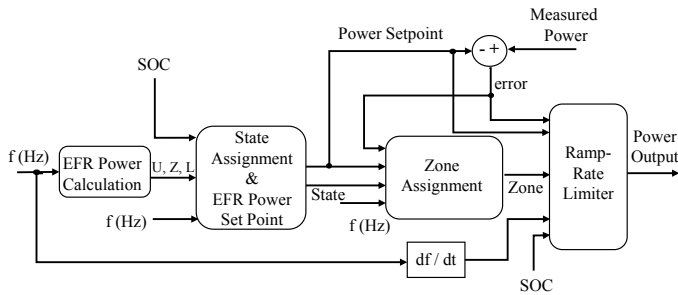 Measured
Power
Power Setpoint
- +
SOC
error
f (Hz)
EFR Power
Calculation
U, Z, L
State
Assignment
&
EFR Power
Set Point
State
f (Hz)
Zone
Assignment
f (Hz)
Zone
Ramp-
Rate
Limiter
Power
Output
df / dt
SOC